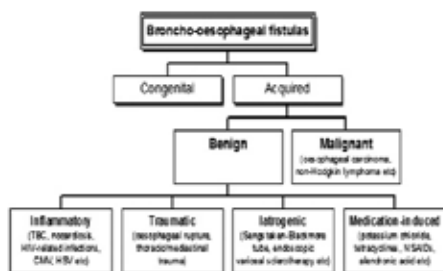 Broncho-oesophageal fistulas
Congenital
Acquired
Benign
Malignant
(oesophageal carcinoma,
non-Hodgkin lymphoma etc)
Inflammatory
(TBC, nocardiosis,
HIV-related infections,
CMV, HSV etc)
Traumatic
(oesophageal rupture,
thoracic/mediastinal
trauma)
Iatrogenic
(Sengstaken-Blackmore
tube, endoscopic
variceal sclerotherapy etc)
Medication-induced
(potassium chloride,
tetracyclines, NSAIDs,
alendronic acid etc)